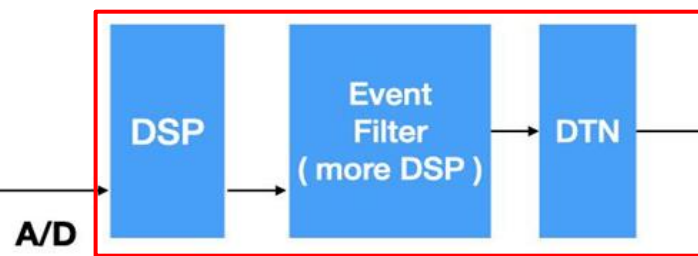 DSP
Event
Filter
( more DSP )
DTN
A/D